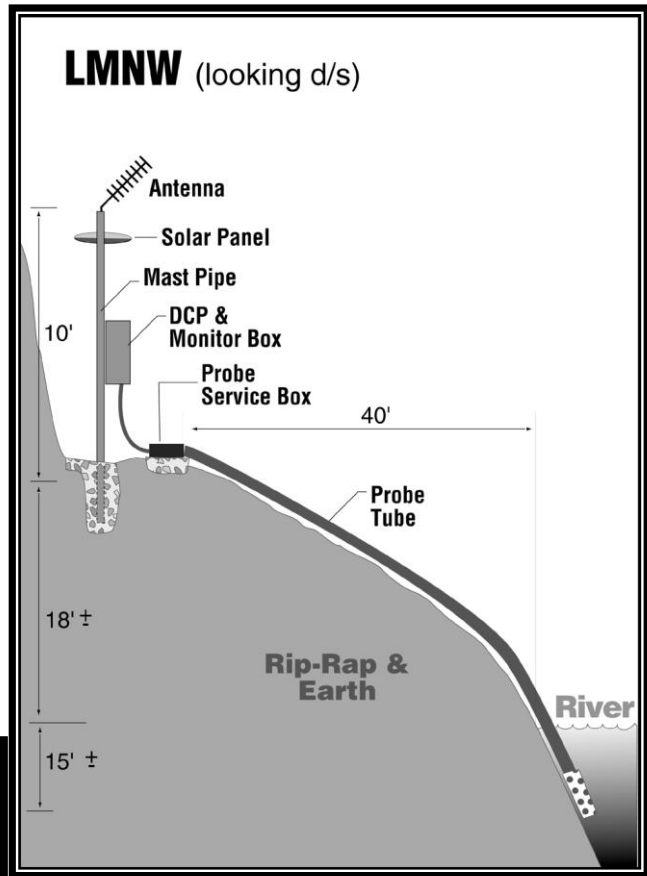 LMNW (looking d/s)
Antenna
Solar Panel
Mast Pipe
10'
DCP &
Monitor Box
Probe
Service Box
40'
Probe
Tube
18' ±
Rip-Rap &
Earth
River
15' ±